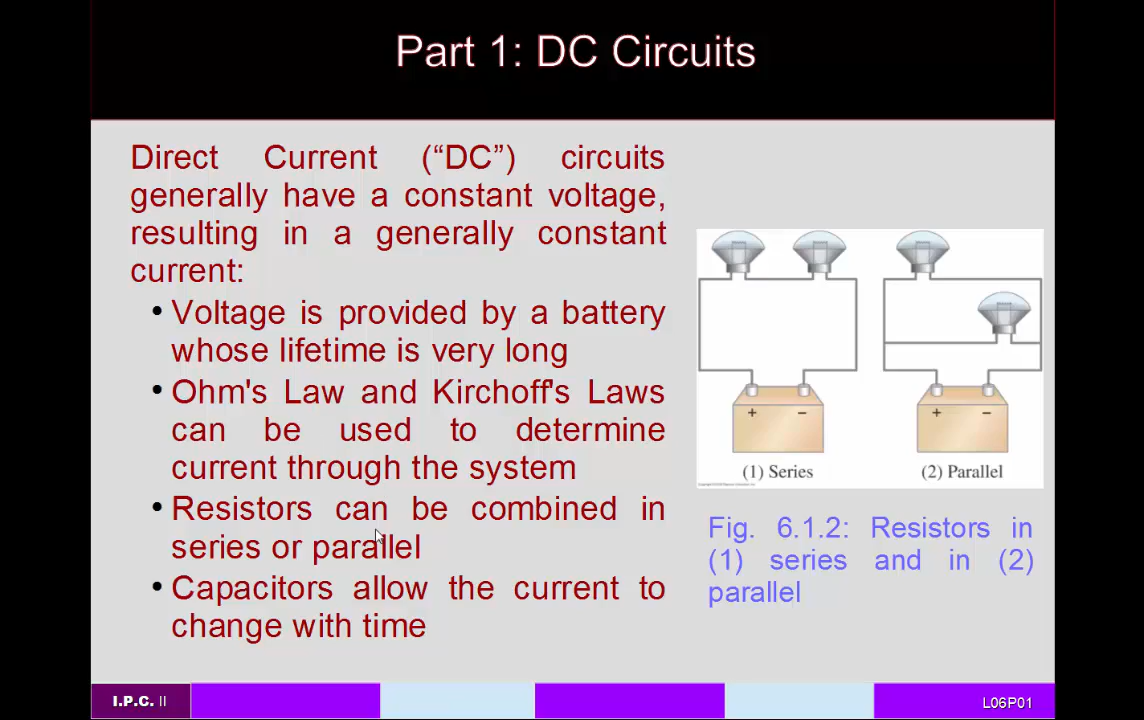 Part 1: DC Circuits
Direct Current (“DC”) circuits
generally have a constant voltage,
resulting in a generally constant
current:
• Voltage is provided by a battery
whose lifetime is very long
• Ohm's Law and Kirchoff's Laws
can be used to determine
current through the system
• Resistors can be combined in
series or parallel
• Capacitors allow the current to
change with time
+ −
+ −
(1) Series
(2) Parallel
Fig. 6.1.2: Resistors in
(1) series and in (2)
parallel
I.P.C. II
L06P01